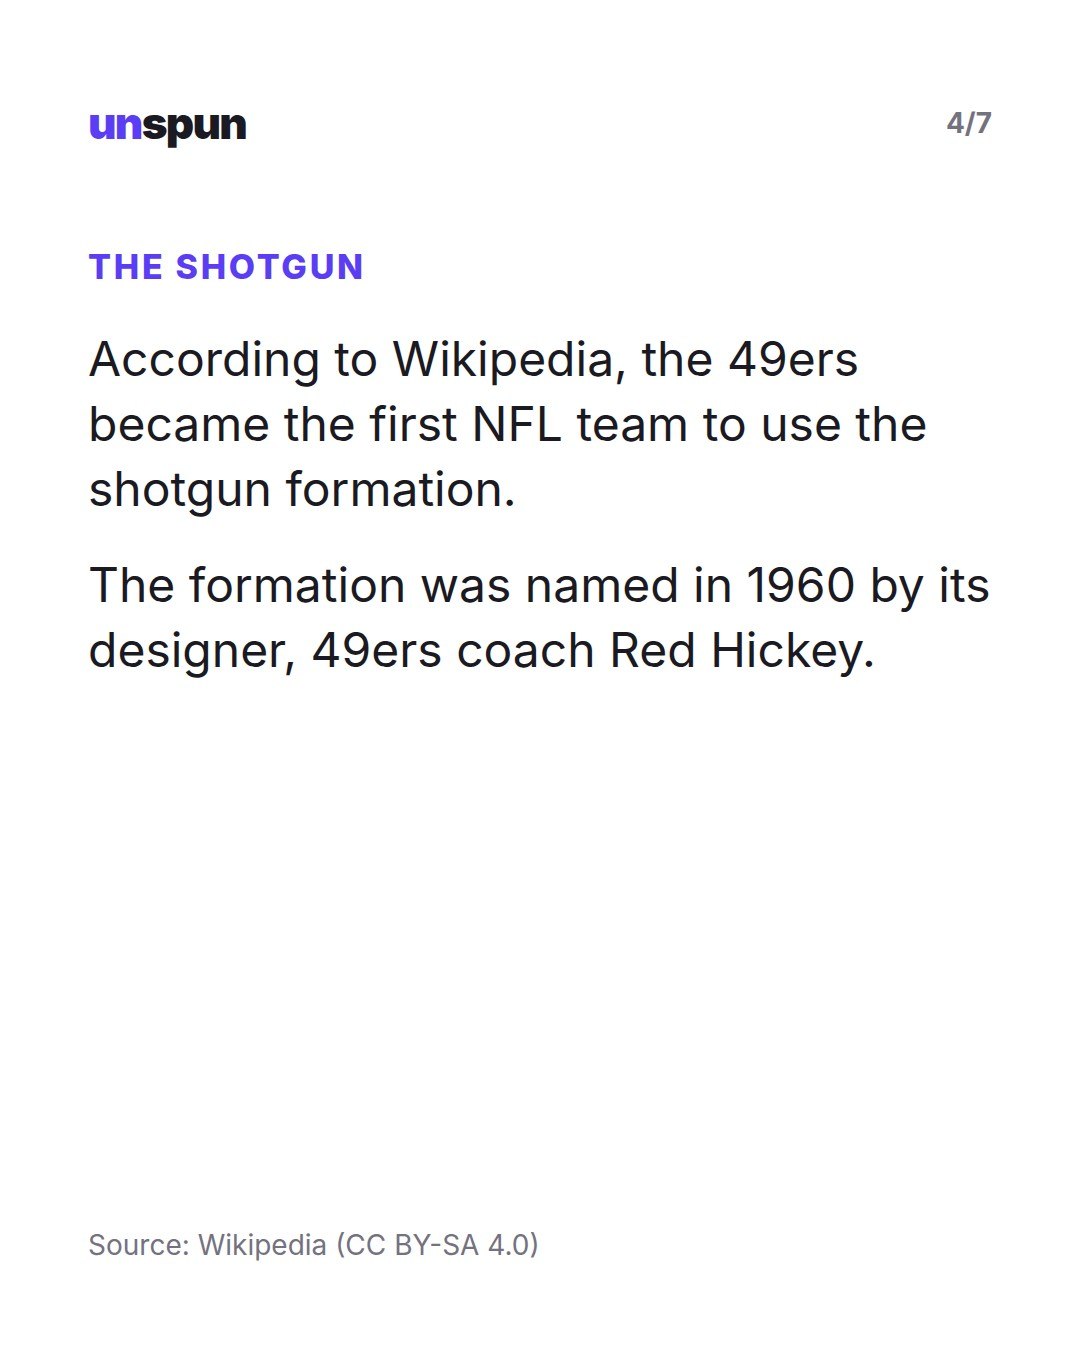 unspun
4/7
THE SHOTGUN
According to Wikipedia, the 49ers
became the first NFL team to use the
shotgun formation.
The formation was named in 1960 by its
designer, 49ers coach Red Hickey.
Source: Wikipedia (CC BY-SA 4.0)